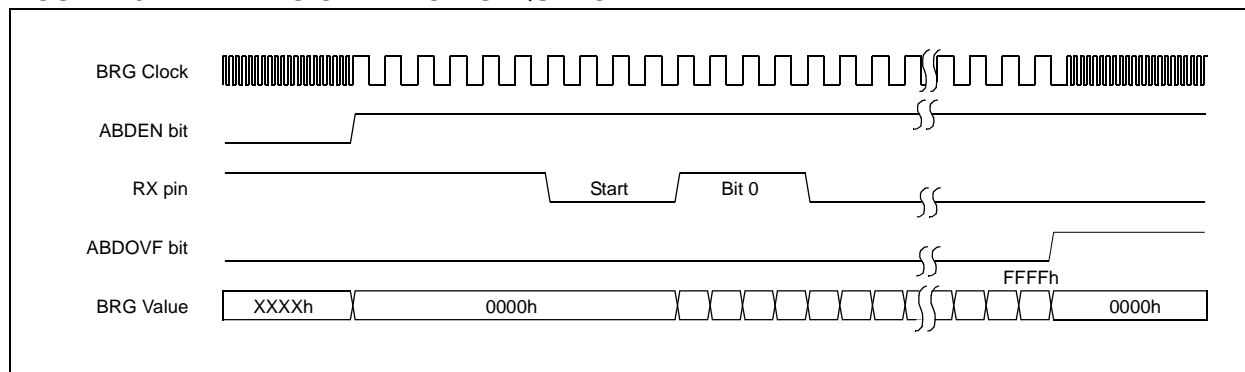 BRG Clock
ABDEN bit
RX pin
Start
Bit 0
ABDOVF bit
FFFFh
BRG Value
XXXXh
0000h
0000h